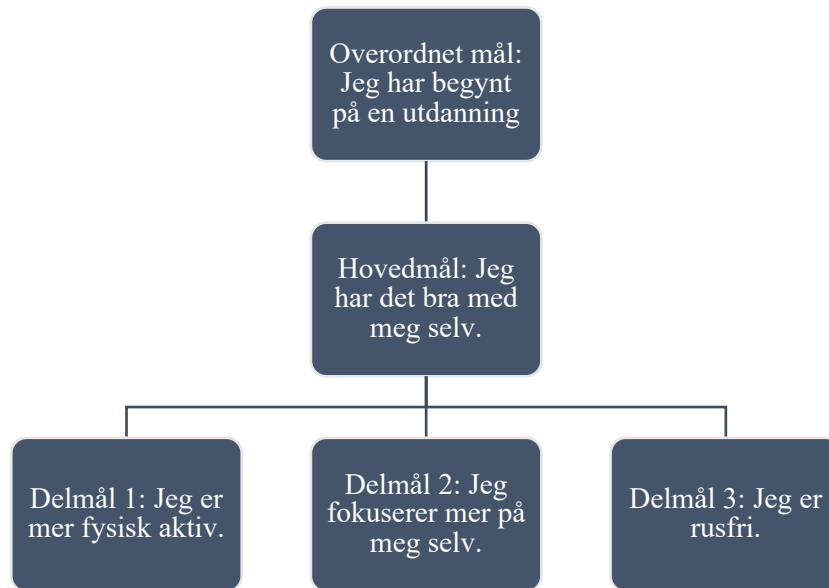 Overordnet mål:
Jeg har begynt
på en utdanning
Hovedmål: Jeg
har det bra med
meg selv.
Delmål 1: Jeg er
mer fysisk aktiv.
Delmål 2: Jeg
fokuserer mer på
meg selv.
Delmål 3: Jeg er
rusfri.